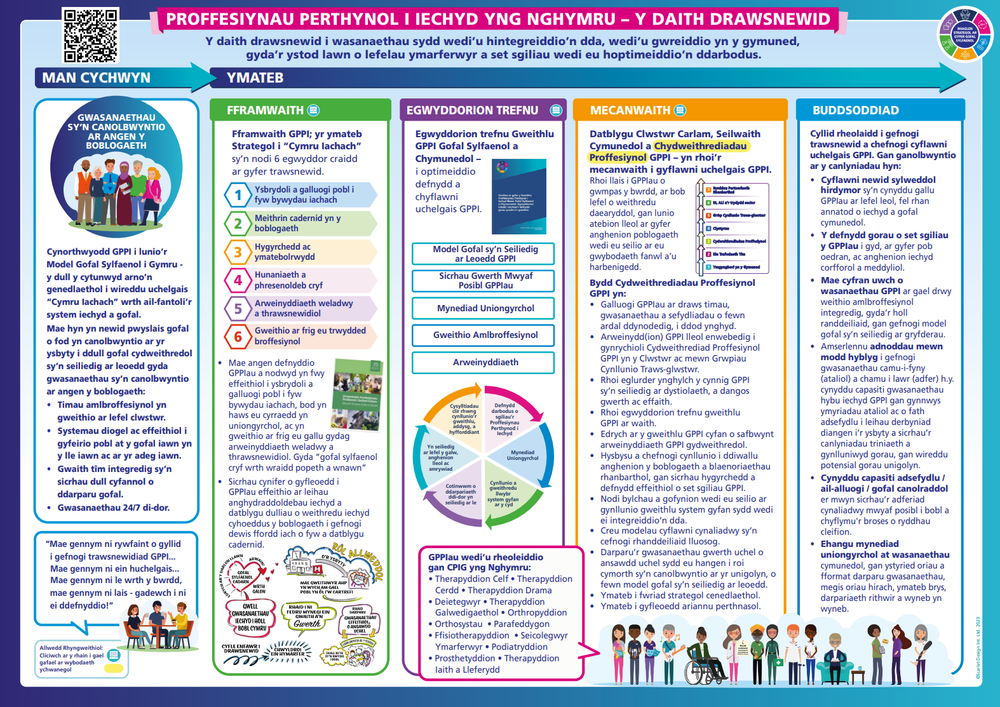 PROFFESIYNAU PERTHYNOL I IECHYD YNG NGHYMRU – Y DAITH DRAWSNEWID
Y daith drawsnewid i wasanaethau sydd wedi’u hintegreiddio’n dda, wedi’u gwreiddio yn y gymuned,
gyda’r ystod lawn o lefelau ymarferwyr a set sgiliau wedi eu hoptimeiddio’n ddarbodus.
RHAGLEN
STRATEGOL AR
GYFER GOFAL
SYLFAENOL
MAN CYCHWYN
YMATEB
GWASANAETHAU
SY’N CANOLBWYNTIO
AR ANGEN Y
BOBLOGAETH
Cynorthwyodd GPPI i lunio’r
Model Gofal Sylfaenol i Gymru -
y dull y cytunwyd arno’n
genedlaethol i wireddu uchelgais
“Cymru Iachach” wrth ail-fantoli’r
system iechyd a gofal.
Mae hyn yn newid pwyslais gofal
o fod yn canolbwyntio ar yr
ysbyty i ddull gofal cydweithredol
sy’n seiliedig ar leoedd gyda
gwasanaethau sy’n canolbwyntio
ar angen y boblogaeth:
• Timau amlbroffesiynol yn
gweithio ar lefel clwstwr.
• Systemau diogel ac effeithiol i
gyfeirio pobl at y gofal iawn yn
y lle iawn ac ar yr adeg iawn.
• Gwaith tîm integredig sy’n
sicrhau dull cyfannol o
ddarparu gofal.
• Gwasanaethau 24/7 di-dor.
“Mae gennym ni rywfaint o gyllid
i gefnogi trawsnewidiad GPPI...
Mae gennym ni ein huchelgais...
Mae gennym ni le wrth y bwrdd,
mae gennym ni lais - gadewch i ni
ei ddefnyddio!”
Allwedd Rhyngweithiol:
Cliciwch ar y rhain i gael
gafael ar wybodaeth
ychwanegol
FFRAMWAITH
Fframwaith GPPI; yr ymateb
Strategol i “Cymru Iachach”
sy’n nodi 6 egwyddor craidd
ar gyfer trawsnewid.
1 Ysbrydoli a galluogi pobl i
fyw bywydau iachach
2 Meithrin cadernid yn y
boblogaeth
3 Hygyrchedd ac
ymatebolrwydd
4 Hunaniaeth a
phresenoldeb cryf
5 Arweinyddiaeth weladwy
a thrawsnewidiol
6 Gweithio ar frig eu trwydded
broffesiynol
• Mae angen defnyddio
GPPIau a nodwyd yn fwy
effeithiol i ysbrydoli a
galluogi pobl i fyw
bywydau iachach, bod yn
haws eu cyrraedd yn
uniongyrchol, ac yn
gweithio ar frig eu gallu gydag
arweinyddiaeth weladwy a
thrawsnewidiol. Gyda “gofal sylfaenol
cryf wrth wraidd popeth a wnawn”
• Sicrhau cynifer o gyfleoedd i
GPPIau effeithio ar leihau
anghydraddoldebau iechyd a
datblygu dulliau o weithredu iechyd
cyhoeddus y boblogaeth i gefnogi
dewis ffordd iach o fyw a datblygu
cadernid.
RÔL ALLWEDDOL
ARWAIN!
GOFAL
SYLFAENOL
CADARN
WRTH
GALON
O'R YSBYTY
H
MAE GWEITHWYR AHP
YN WYCH AM GAEL
POBL YN ÔL I'W CARTREFI
GWELL
GWASANAETHAU
IECHYD I HOLL
BOBL CYMRU
RHAID I NI
FEDRU MYNEGI EIN
GWAITH A'N
Gwerth
RHAID
DARPARU
GWASANAETHAU
EFFEITHIOL,
O ANSAWDD
UCHEL
CYFLE ENFAWR I
DRAWSNEWID
CHWYLDROI
EIN HYMARFER
EGWYDDORION TREFNU
Egwyddorion trefnu Gweithlu
GPPI Gofal Sylfaenol a
Chymunedol –
i optimeiddio
defnydd a
chyflawni
uchelgais GPPI.
Model Gofal sy’n Seiliedig
ar Leoedd GPPI
Sicrhau Gwerth Mwyaf
Posibl GPPIau
Mynediad Uniongyrchol
Gweithio Amlbroffesiynol
Arweinyddiaeth
Cysylltiadau
clir rhwng
cynllunio’r
gweithlu,
addysg, a
hyfforddiant
Defnydd
darbodus o
sgiliau’r
Proffesiynau
Perthynod i
Iechyd
Yn seiliedig
ar lefel y galw,
anghenion
lleol ac
amrywiad
Mynediad
Uniongyrchol
Cotinwwm o
ddarpariaeth
ddi-dor yn
seiliedig ar le
Cynllunio a
gweithredu
llwybr
system gyfan
ar y cyd
GPPIau wedi’u rheoleiddio
gan CPIG yng Nghymru:
• Therapyddion Celf • Therapyddion
Cerdd • Therapyddion Drama
• Deietegwyr • Therapyddion
Galwedigaethol • Orthropyddion
• Orthosystau • Parafeddygon
• Ffisiotherapyddion • Seicolegwyr
Ymarferwyr • Podiatryddion
• Prosthetyddion • Therapyddion
Iaith a Lleferydd
MECANWAITH
Datblygu Clwstwr Carlam, Seilwaith
Cymunedol a Chydweithrediadau
Proffesiynol GPPI – yn rhoi’r
mecanwaith i gyflawni uchelgais GPPI.
Rhoi llais i GPPIau o
gwmpas y bwrdd, ar bob
lefel o weithredu
daearyddol, gan lunio
atebion lleol ar gyfer
anghenion poblogaeth
wedi eu seilio ar eu
gwybodaeth fanwl a’u
harbenigedd.
7 Byrddau Partneriaeth
Rhanbarthol
6 BI, ALl a’r trydydd sector
5 Grŵp Cynllunio Traws-glwstwr
4 Clystyrau
3 Cydweithrediadau Proffesiynol
2 Ein Trafodaeth Tîm
1 Ymgynghori yn y Gymuned
Bydd Cydweithrediadau Proffesiynol
GPPI yn:
• Galluogi GPPIau ar draws timau,
gwasanaethau a sefydliadau o fewn
ardal ddynodedig, i ddod ynghyd.
• Arweinydd(ion) GPPI lleol enwebedig i
gynrychioli Cydweithrediad Proffesiynol
GPPI yn y Clwstwr ac mewn Grwpiau
Cynllunio Traws-glwstwr.
• Rhoi eglurder ynghylch y cynnig GPPI
sy’n seiliedig ar dystiolaeth, a dangos
gwerth ac effaith.
• Rhoi egwyddorion trefnu gweithlu
GPPI ar waith.
• Edrych ar y gweithlu GPPI cyfan o safbwynt
arweinyddiaeth GPPI gydweithredol.
• Hysbysu a chefnogi cynllunio i ddiwallu
anghenion y boblogaeth a blaenoriaethau
rhanbarthol, gan sicrhau hygyrchedd a
defnydd effeithiol o set sgiliau GPPI.
• Nodi bylchau a gofynion wedi eu seilio ar
gynllunio gweithlu system gyfan sydd wedi
ei integreiddio’n dda.
• Creu modelau cyflawni cynaliadwy sy’n
cefnogi rhanddeiliaid lluosog.
• Darparu’r gwasanaethau gwerth uchel o
ansawdd uchel sydd eu hangen i roi
cymorth sy’n canolbwyntio ar yr unigolyn, o
fewn model gofal sy’n seiliedig ar leoedd.
• Ymateb i fwriad strategol cenedlaethol.
• Ymateb i gyfleoedd ariannu perthnasol.
BUDDSODDIAD
Cyllid rheolaidd i gefnogi
trawsnewid a chefnogi cyflawni
uchelgais GPPI. Gan ganolbwyntio
ar y canlyniadau hyn:
• Cyflawni newid sylweddol
hirdymor sy’n cynyddu gallu
GPPIau ar lefel leol, fel rhan
annatod o iechyd a gofal
cymunedol.
• Y defnydd gorau o set sgiliau
y GPPIau i gyd, ar gyfer pob
oedran, ac anghenion iechyd
corfforol a meddyliol.
• Mae cyfran uwch o
wasanaethau GPPI ar gael drwy
weithio amlbroffesiynol
integredig, gyda’r holl
randdeiliaid, gan gefnogi model
gofal sy’n seiliedig ar gryfderau.
• Amserlennu adnoddau mewn
modd hyblyg i gefnogi
gwasanaethau camu-i-fyny
(ataliol) a chamu i lawr (adfer) h.y.
cynyddu capasiti gwasanaethau
hybu iechyd GPPI gan gynnwys
ymyriadau ataliol ac o fath
adsefydlu i leihau derbyniad
diangen i’r ysbyty a sicrhau’r
canlyniadau triniaeth a
gynlluniwyd gorau, gan wireddu
potensial gorau unigolyn.
• Cynyddu capasiti adsefydlu /
ail-alluogi / gofal canolraddol
er mwyn sicrhau’r adferiad
cynaliadwy mwyaf posibl i bobl a
chyflymu'r broses o ryddhau
cleifion.
• Ehangu mynediad
uniongyrchol at wasanaethau
cymunedol, gan ystyried oriau a
fformat darparu gwasanaethau,
megis oriau hirach, ymateb brys,
darpariaeth rithwir a wyneb yn
wyneb.
©Scarlet Design Int. Ltd. 2023